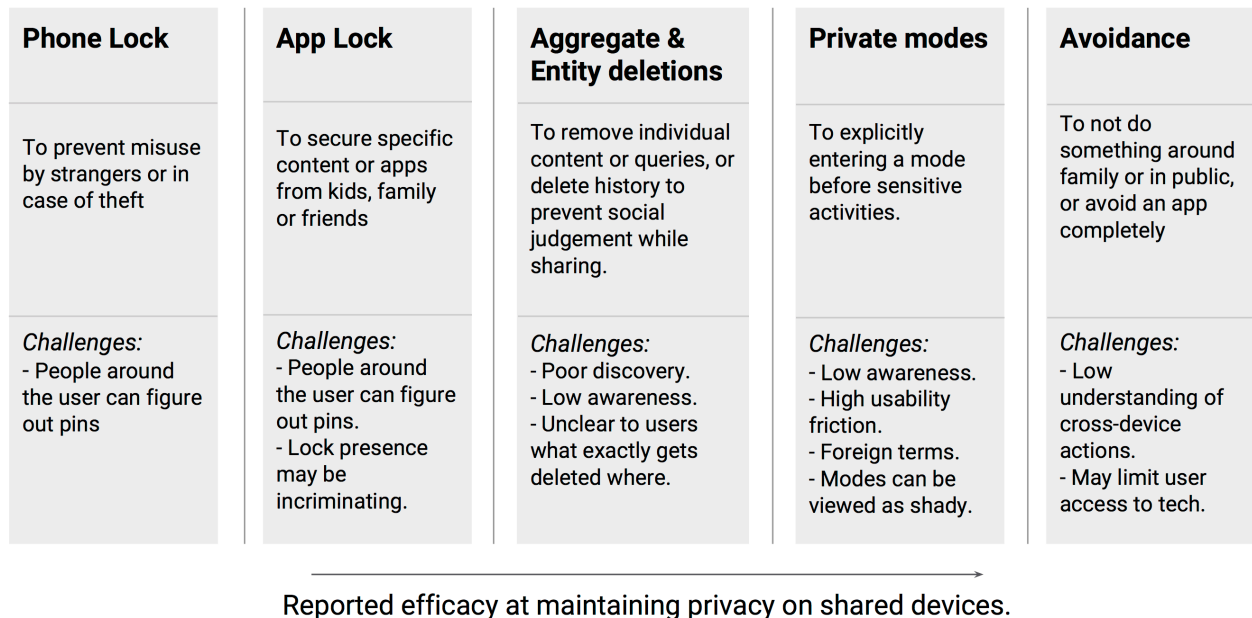 Phone Lock
To prevent misuse
by strangers or in
case of theft
Challenges:
- People around
the user can figure
out pins
App Lock
To secure specific
content or apps
from kids, family
or friends
Challenges:
- People around
the user can figure
out pins.
- Lock presence
may be
incriminating.
Aggregate &
Entity deletions
To remove individual
content or queries, or
delete history to
prevent social
judgement while
sharing.
Challenges:
- Poor discovery.
- Low awareness.
- Unclear to users
what exactly gets
deleted where.
Private modes
To explicitly
entering a mode
before sensitive
activities.
Challenges:
- Low awareness.
- High usability
friction.
- Foreign terms.
- Modes can be
viewed as shady.
Avoidance
To not do
something around
family or in public,
or avoid an app
completely
Challenges:
- Low
understanding of
cross-device
actions.
- May limit user
access to tech.
Reported efficacy at maintaining privacy on shared devices.